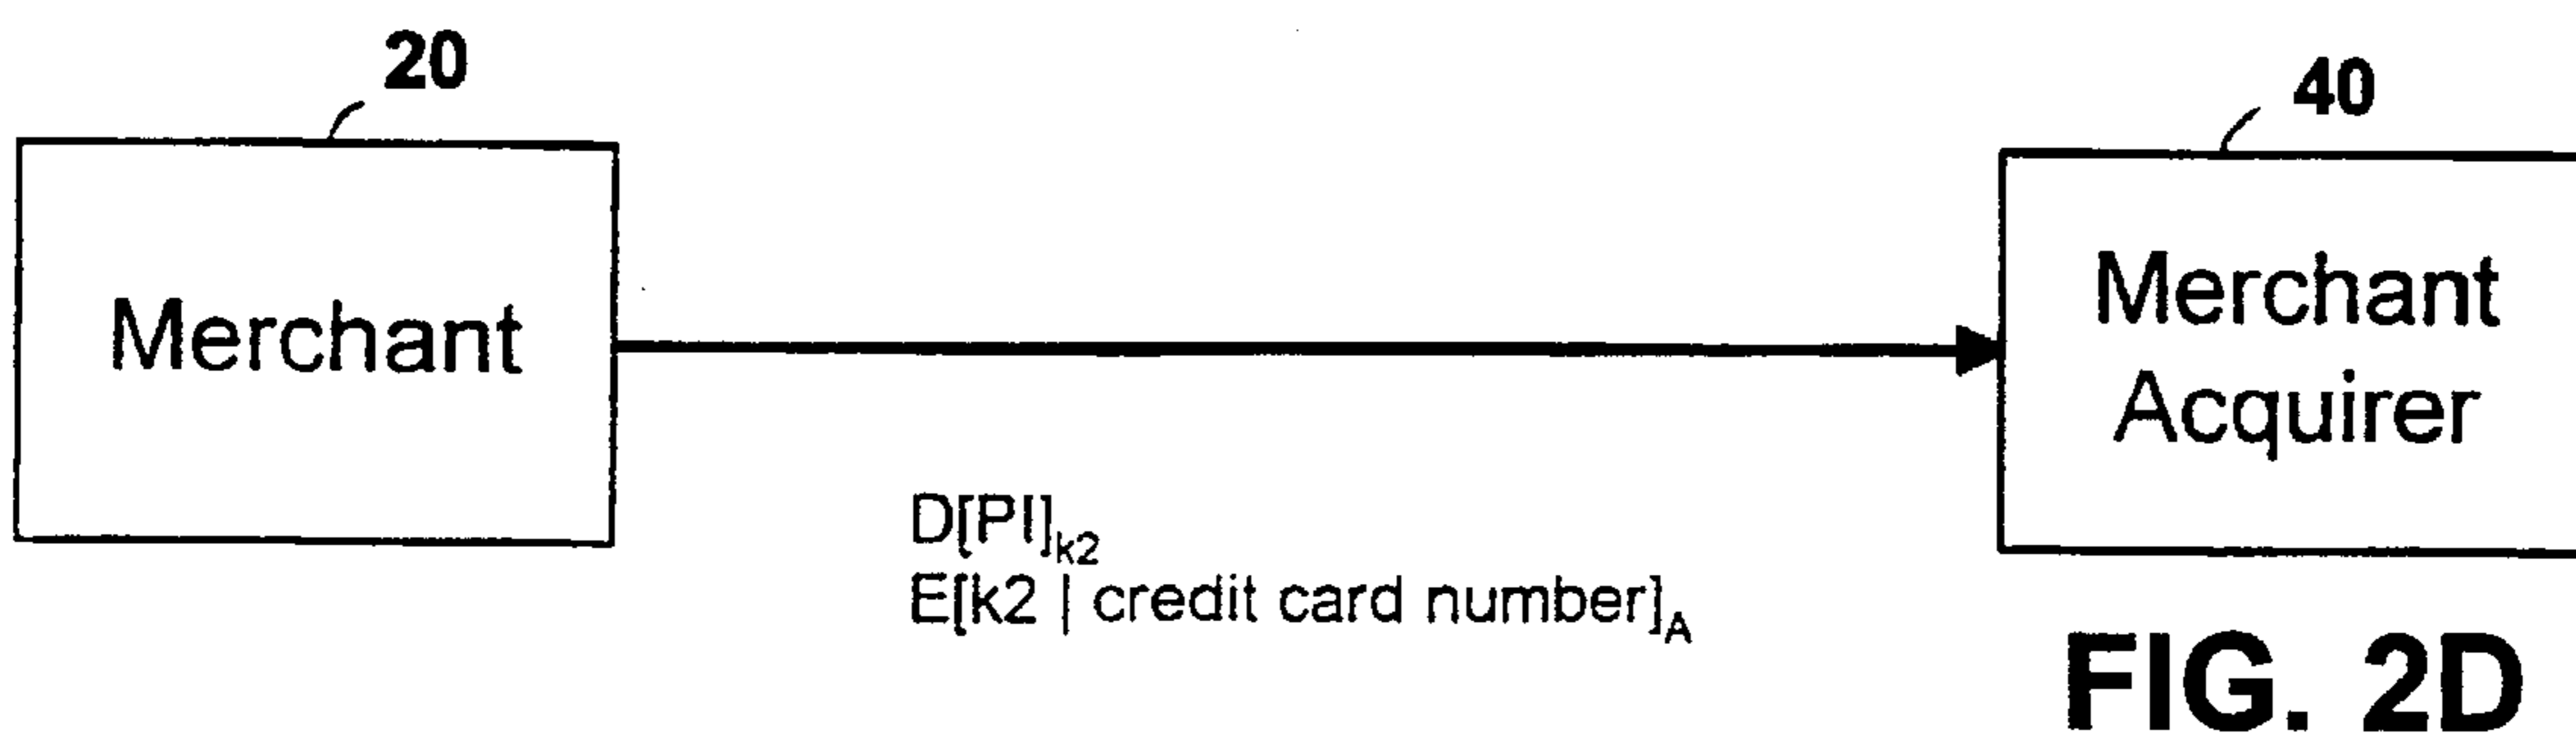 20
40
Merchant
Merchant
Acquirer
D[PI]k2
E[k2 | credit card number]A
FIG. 2D